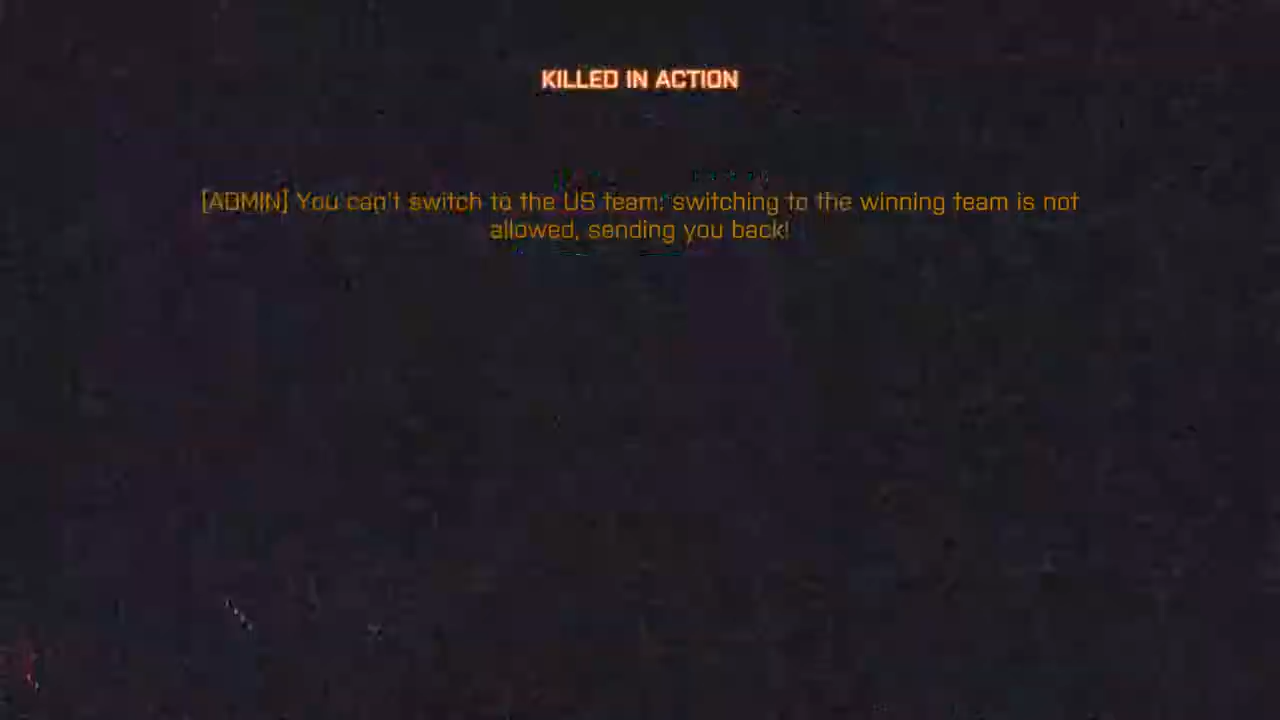 KILLED IN ACTION
[ADMIN] You can't switch to the US team: switching to the winning team is not
allowed, sending you back!